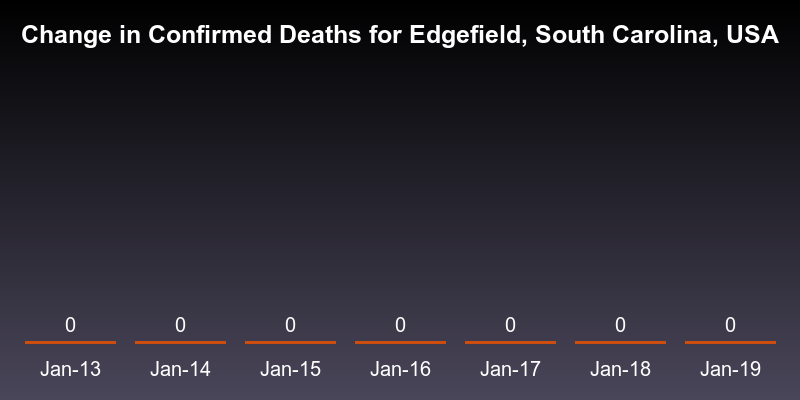 Change in Confirmed Deaths for Edgefield, South Carolina, USA
0 0 0 0 0 0 0
Jan-13 Jan-14 Jan-15 Jan-16 Jan-17 Jan-18 Jan-19